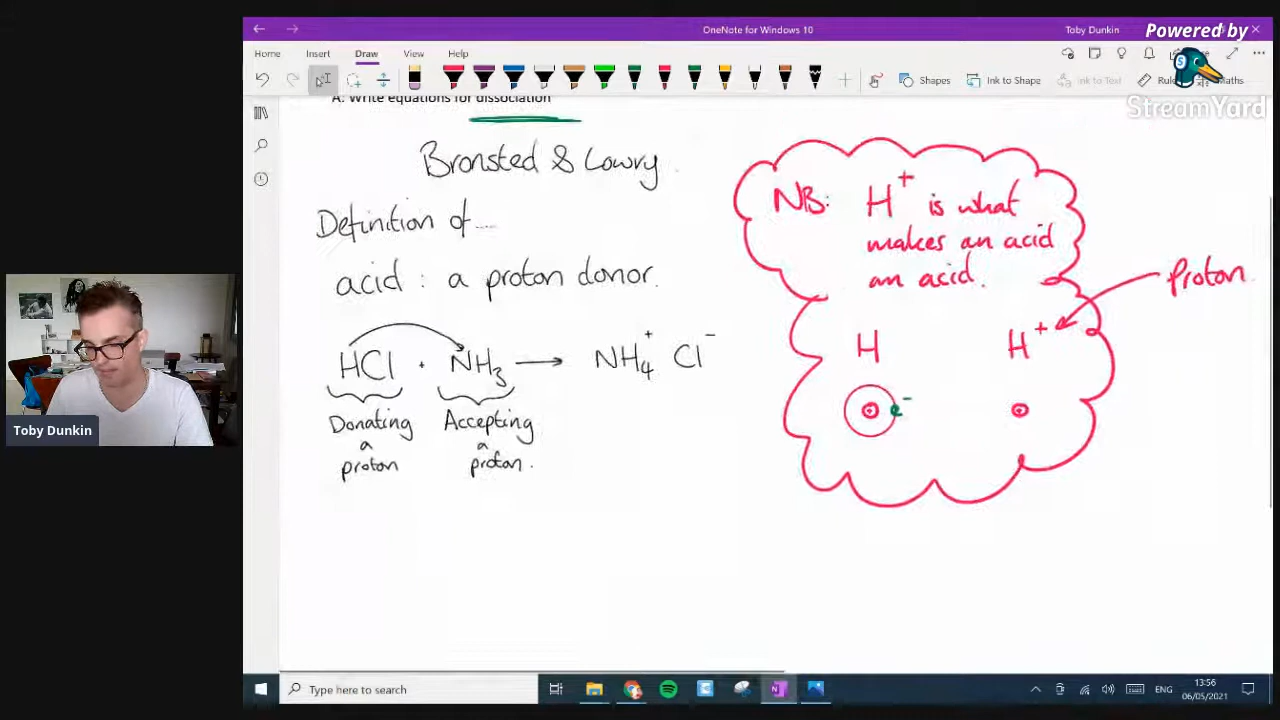 OneNote for Windows 10
Toby Dunkin
Powered by
StreamYard
Home Insert Draw View Help
Shapes Ink to Shape Ink to Text Maths
A: Write equations for dissociation
Bronsted & Lowry.
Definition of....
acid : a proton donor.
HCl + NH3 → NH4+ Cl-
Donating a proton
Accepting a proton.
NB: H+ is what
makes an acid
an acid.
Proton.
H H+
e-
Toby Dunkin
Type here to search
ENG
13:56
06/05/2021